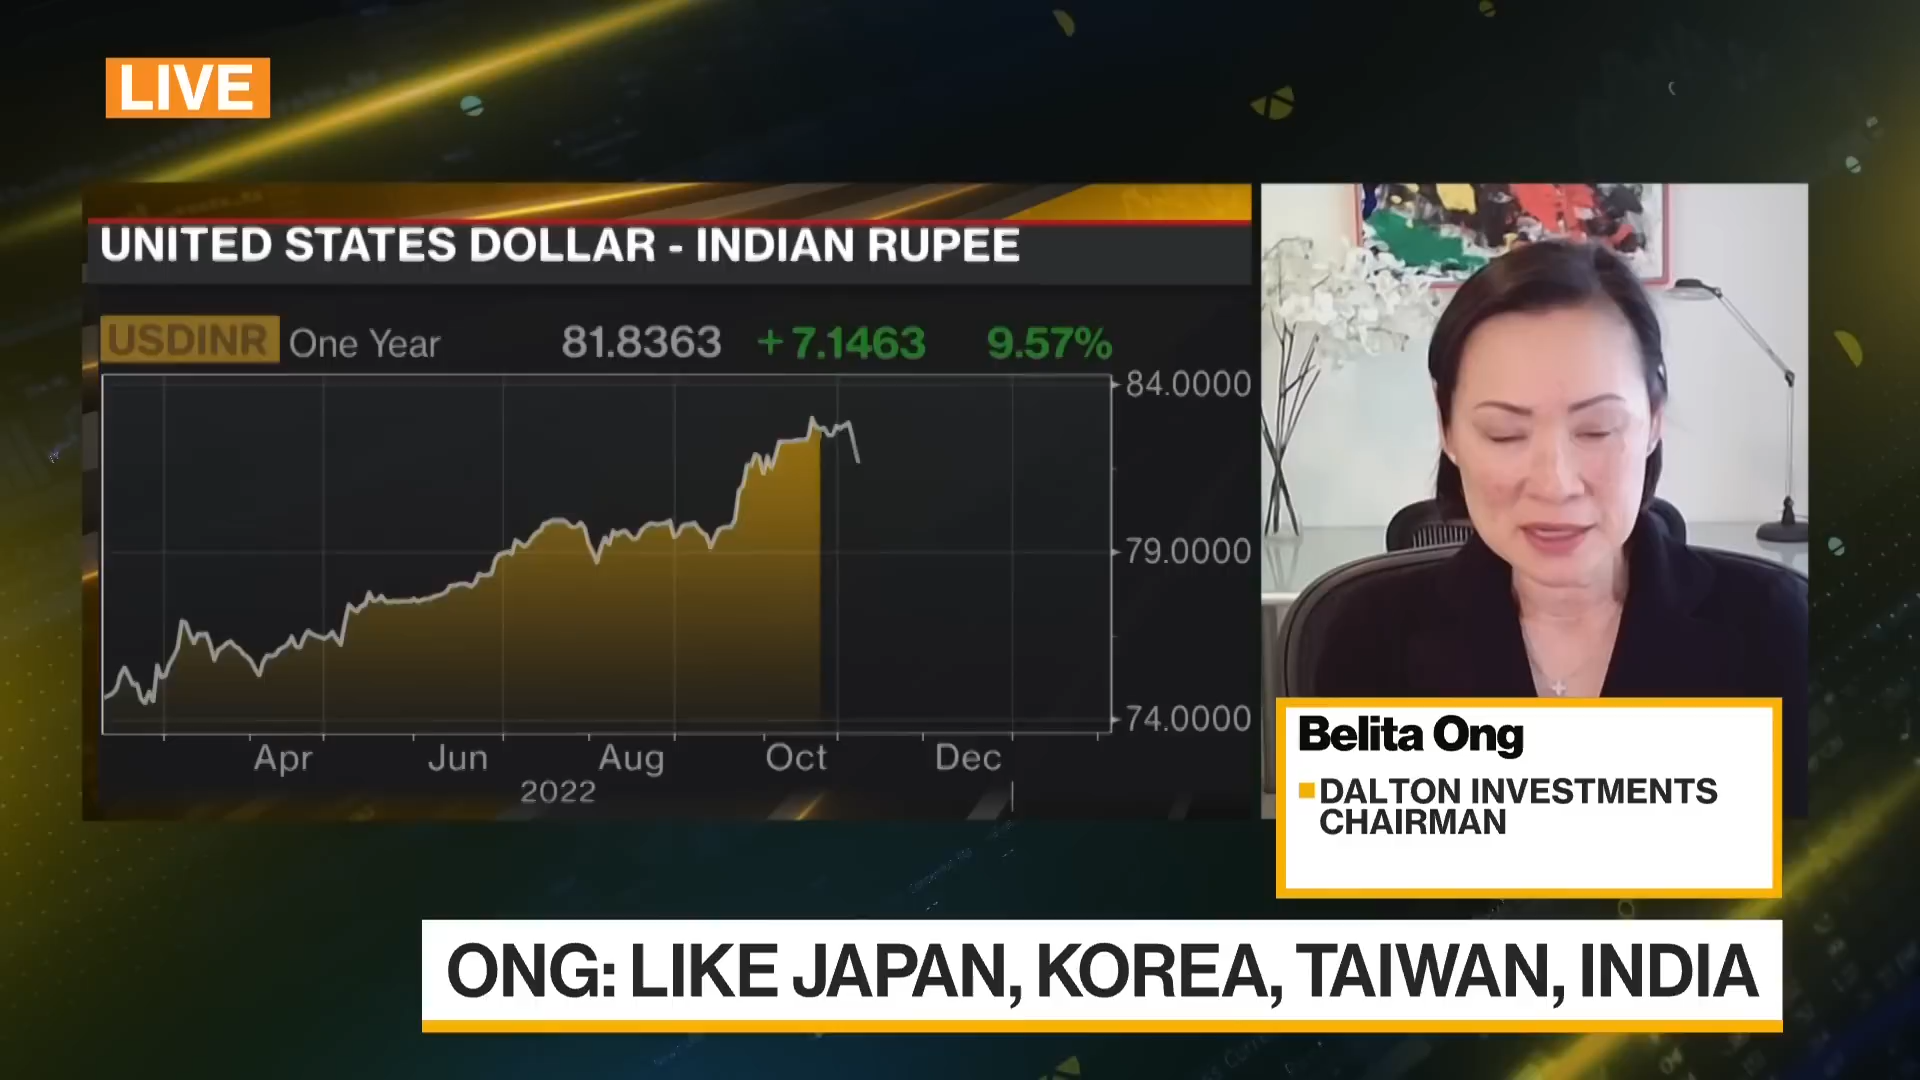 LIVE
UNITED STATES DOLLAR - INDIAN RUPEE
USDINR One Year 81.8363 +7.1463 9.57%
84.0000
79.0000
74.0000
Apr Jun Aug Oct Dec
2022
Belita Ong
DALTON INVESTMENTS
CHAIRMAN
ONG: LIKE JAPAN, KOREA, TAIWAN, INDIA